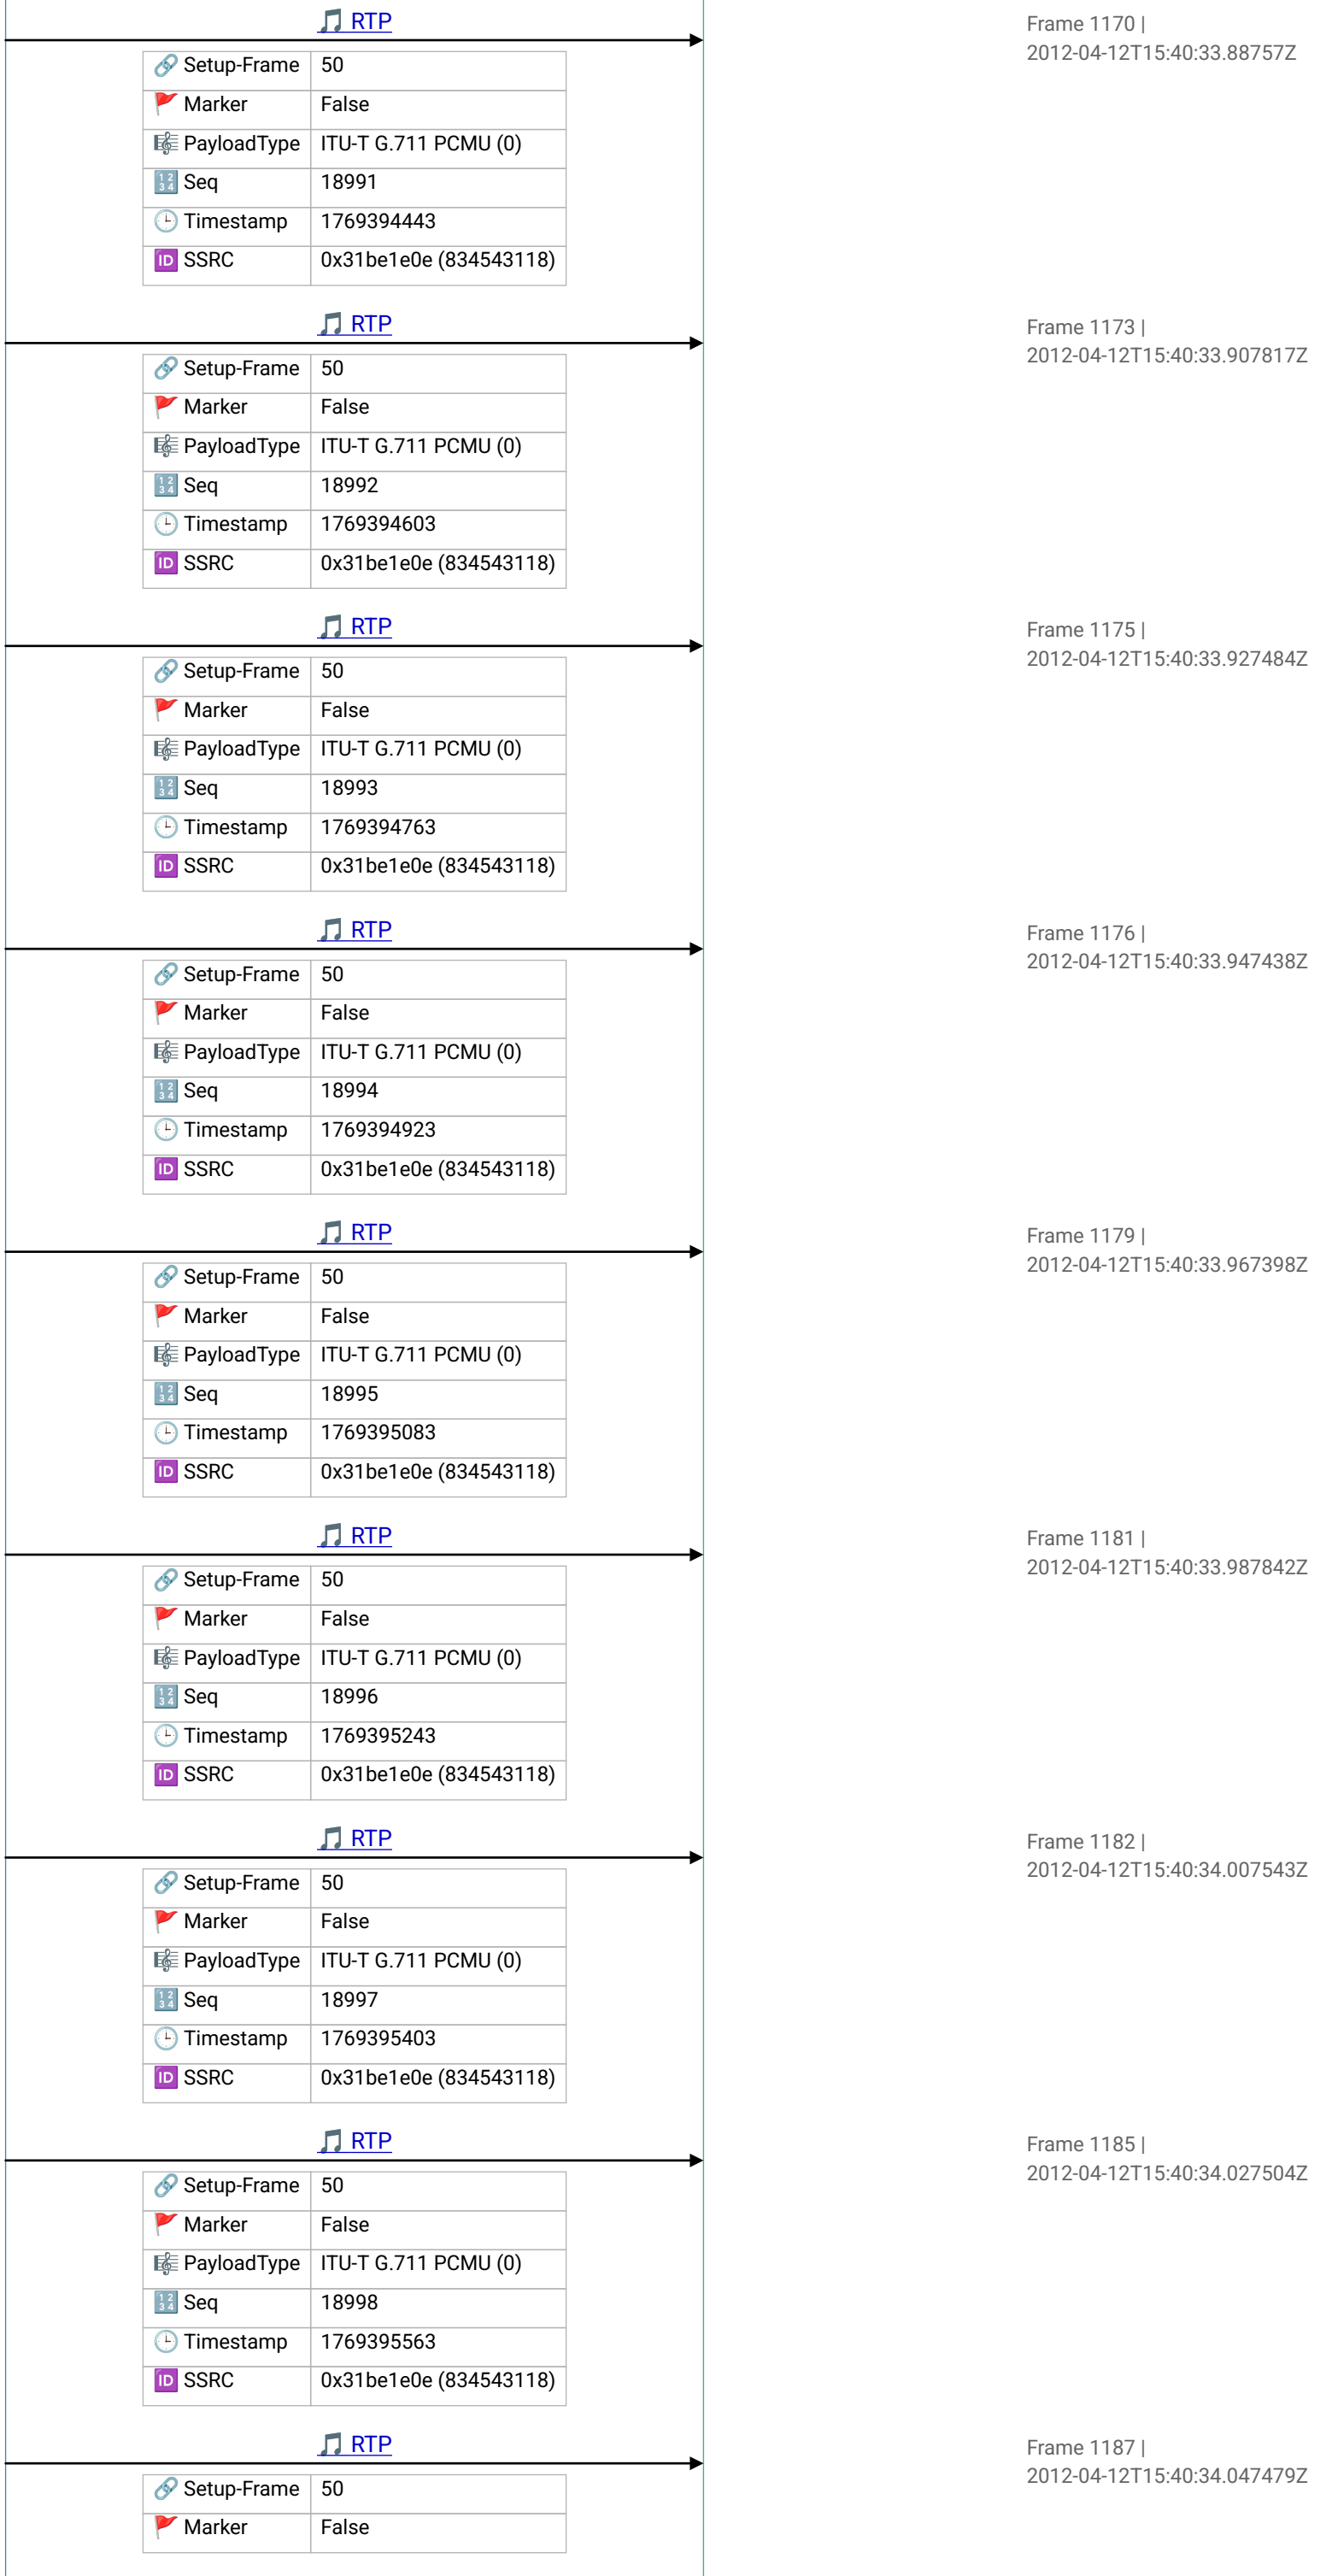 RTP
Frame 1170 |
2012-04-12T15:40:33.88757Z
Setup-Frame 50
Marker False
PayloadType ITU-T G.711 PCMU (0)
Seq 18991
Timestamp 1769394443
SSRC 0x31be1e0e (834543118)
RTP
Frame 1173 |
2012-04-12T15:40:33.907817Z
Setup-Frame 50
Marker False
PayloadType ITU-T G.711 PCMU (0)
Seq 18992
Timestamp 1769394603
SSRC 0x31be1e0e (834543118)
RTP
Frame 1175 |
2012-04-12T15:40:33.927484Z
Setup-Frame 50
Marker False
PayloadType ITU-T G.711 PCMU (0)
Seq 18993
Timestamp 1769394763
SSRC 0x31be1e0e (834543118)
RTP
Frame 1176 |
2012-04-12T15:40:33.947438Z
Setup-Frame 50
Marker False
PayloadType ITU-T G.711 PCMU (0)
Seq 18994
Timestamp 1769394923
SSRC 0x31be1e0e (834543118)
RTP
Frame 1179 |
2012-04-12T15:40:33.967398Z
Setup-Frame 50
Marker False
PayloadType ITU-T G.711 PCMU (0)
Seq 18995
Timestamp 1769395083
SSRC 0x31be1e0e (834543118)
RTP
Frame 1181 |
2012-04-12T15:40:33.987842Z
Setup-Frame 50
Marker False
PayloadType ITU-T G.711 PCMU (0)
Seq 18996
Timestamp 1769395243
SSRC 0x31be1e0e (834543118)
RTP
Frame 1182 |
2012-04-12T15:40:34.007543Z
Setup-Frame 50
Marker False
PayloadType ITU-T G.711 PCMU (0)
Seq 18997
Timestamp 1769395403
SSRC 0x31be1e0e (834543118)
RTP
Frame 1185 |
2012-04-12T15:40:34.027504Z
Setup-Frame 50
Marker False
PayloadType ITU-T G.711 PCMU (0)
Seq 18998
Timestamp 1769395563
SSRC 0x31be1e0e (834543118)
RTP
Frame 1187 |
2012-04-12T15:40:34.047479Z
Setup-Frame 50
Marker False